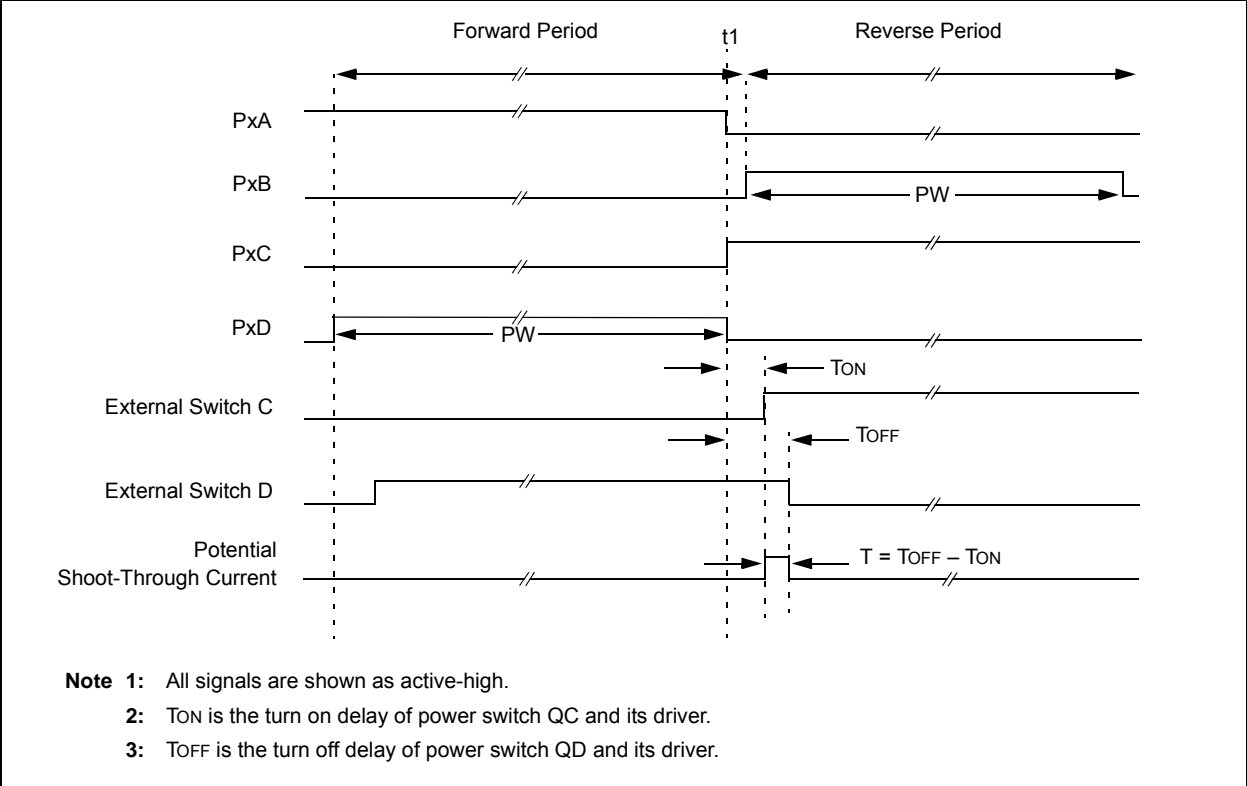 Forward Period
t1
Reverse Period
PxA
PxB
PW
PxC
PxD
PW
TON
External Switch C
TOFF
External Switch D
Potential
Shoot-Through Current
T = TOFF – TON
Note 1: All signals are shown as active-high.
2: TON is the turn on delay of power switch QC and its driver.
3: TOFF is the turn off delay of power switch QD and its driver.